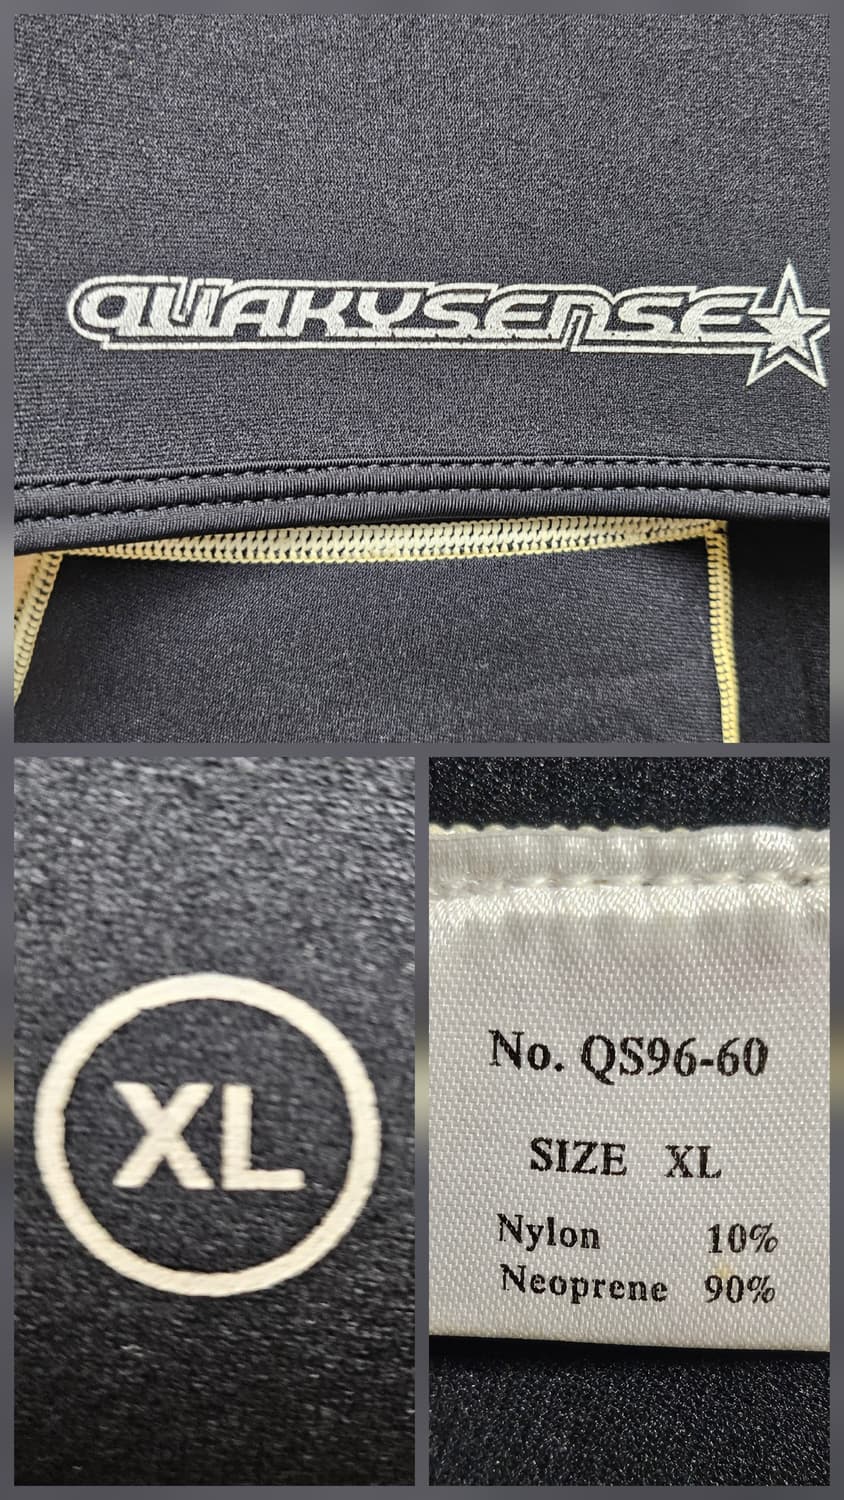 QUAKYSENSE
XL
No. QS96-60
SIZE XL
Nylon 10%
Neoprene 90%